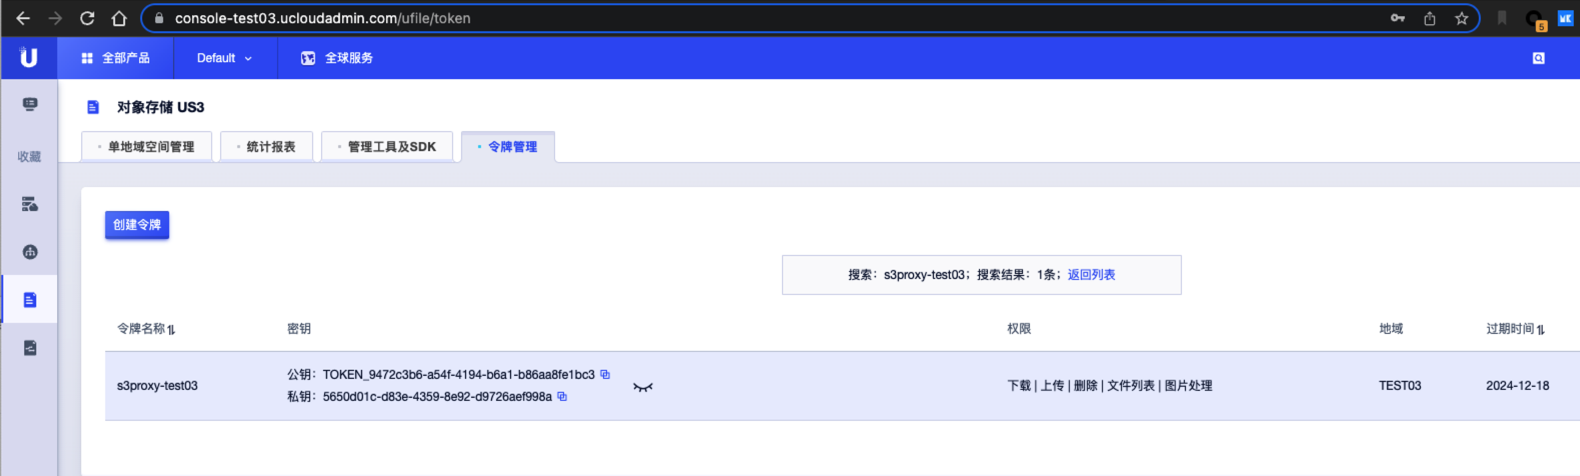 console-test03.ucloudadmin.com/ufile/token
5
U
全部产品
Default
全球服务
对象存储 US3
收藏
单地域空间管理
统计报表
管理工具及SDK
令牌管理
创建令牌
搜索：s3proxy-test03；搜索结果：1条；返回列表
令牌名称 密钥 权限 地域 过期时间
s3proxy-test03
公钥：TOKEN_9472c3b6-a54f-4194-b6a1-b86aa8fe1bc3
私钥：5650d01c-d83e-4359-8e92-d9726aef998a
下载 | 上传 | 删除 | 文件列表 | 图片处理
TEST03
2024-12-18